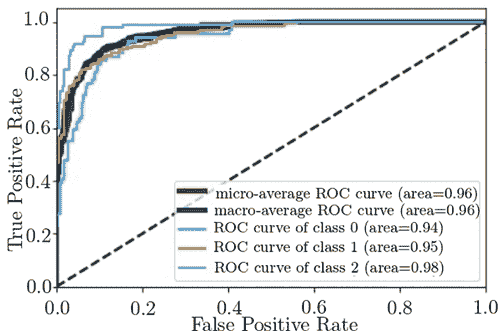 1.0
0.8
0.6
0.4
0.2
0.0
True Positive Rate
micro-average ROC curve (area=0.96)
macro-average ROC curve (area=0.96)
ROC curve of class 0 (area=0.94)
ROC curve of class 1 (area=0.95)
ROC curve of class 2 (area=0.98)
0.0 0.2 0.4 0.6 0.8 1.0
False Positive Rate